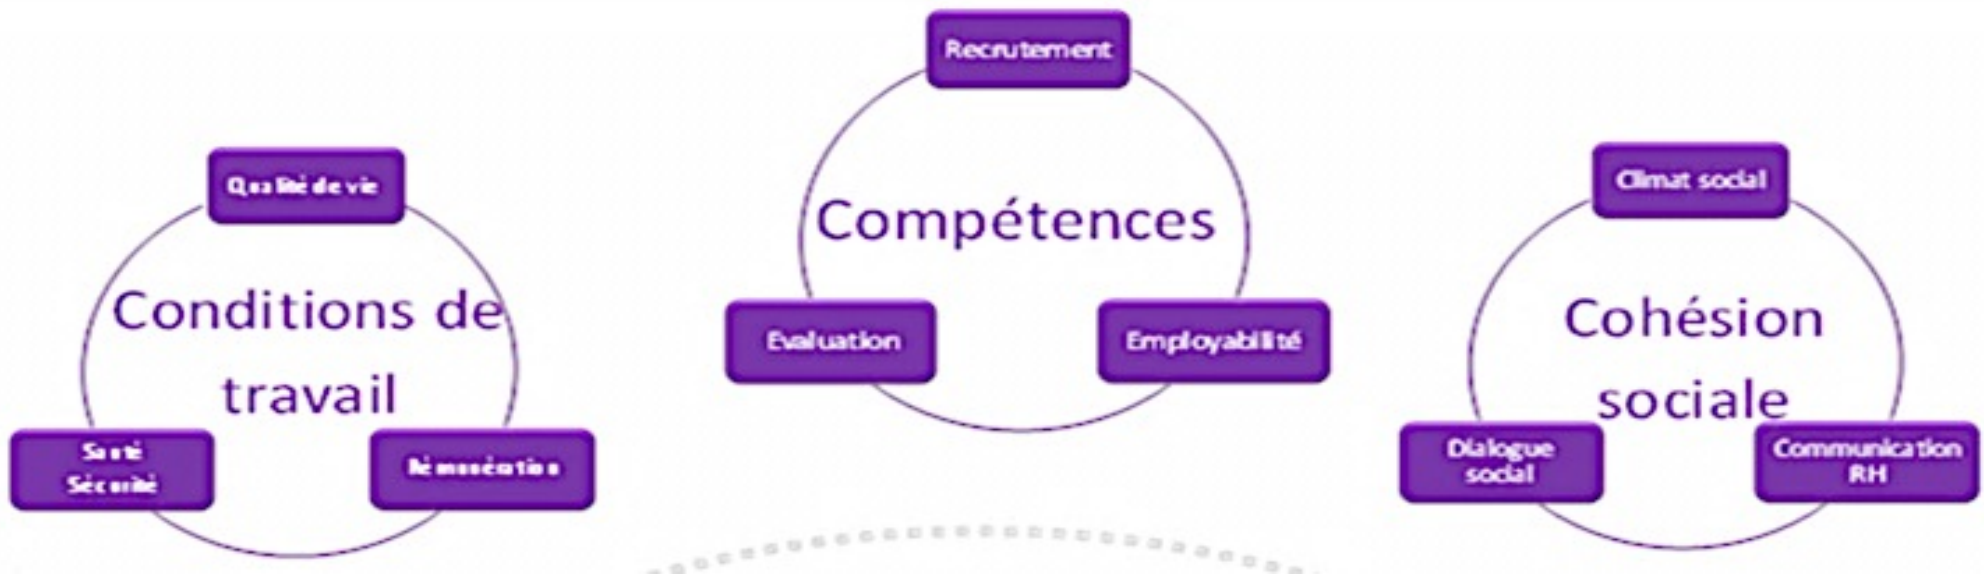 Qualité de vie
Conditions de
travail
Santé
Sécurité
Rémunération
Recrutement
Compétences
Evaluation
Employabilité
Climat social
Cohésion
sociale
Dialogue
social
Communication
RH